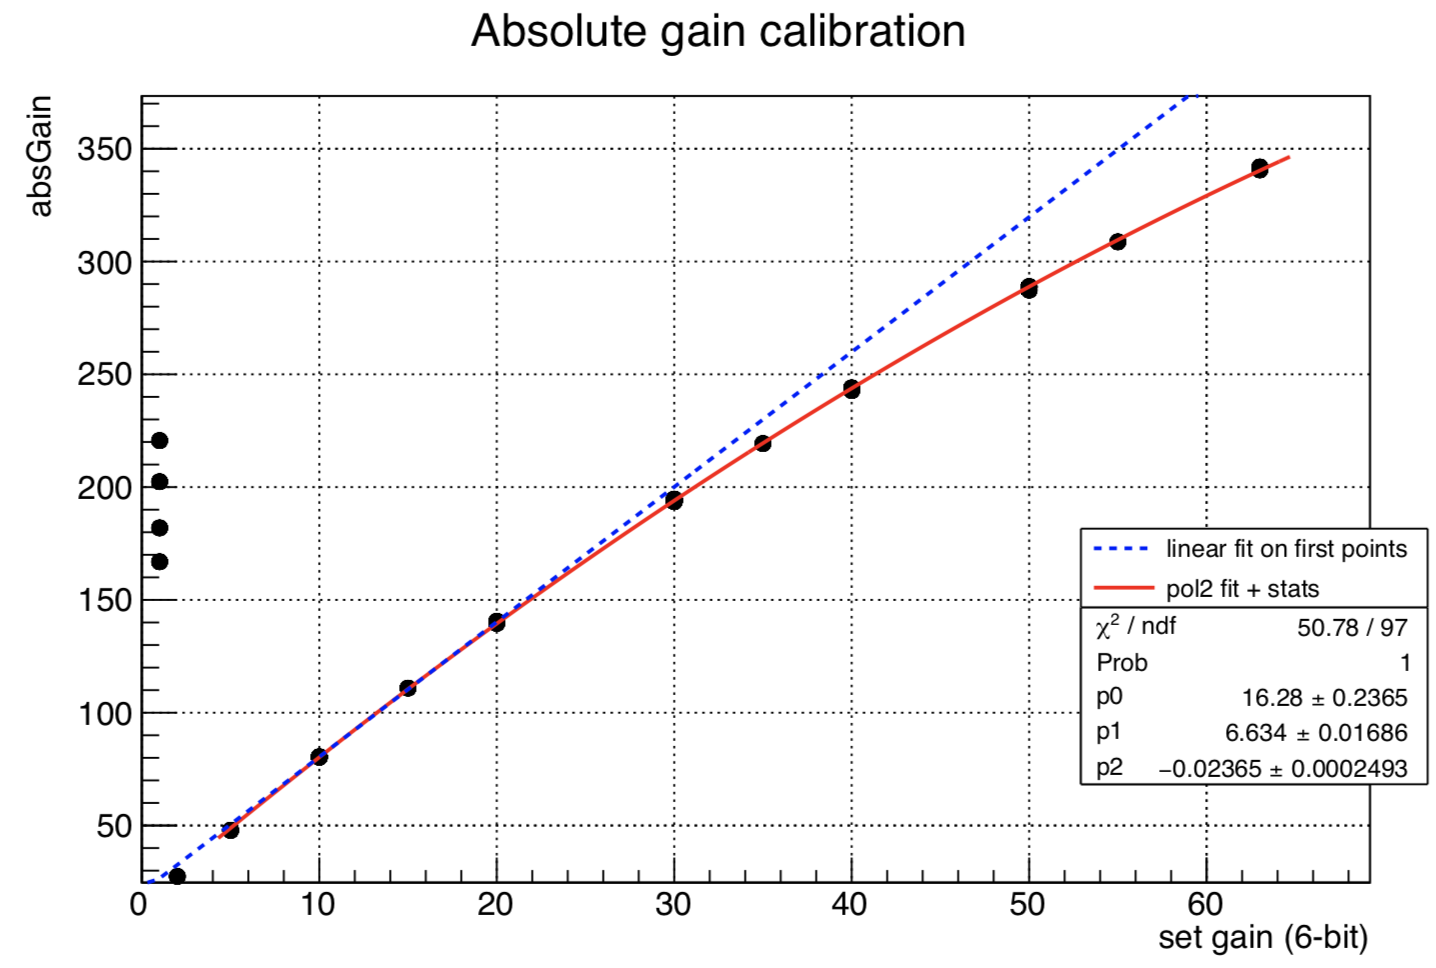 Absolute gain calibration
absGain
350
300
250
200
150
100
50
0 10 20 30 40 50 60
set gain (6-bit)
linear fit on first points
pol2 fit + stats
χ² / ndf 50.78 / 97
Prob 1
p0 16.28 ± 0.2365
p1 6.634 ± 0.01686
p2 −0.02365 ± 0.0002493